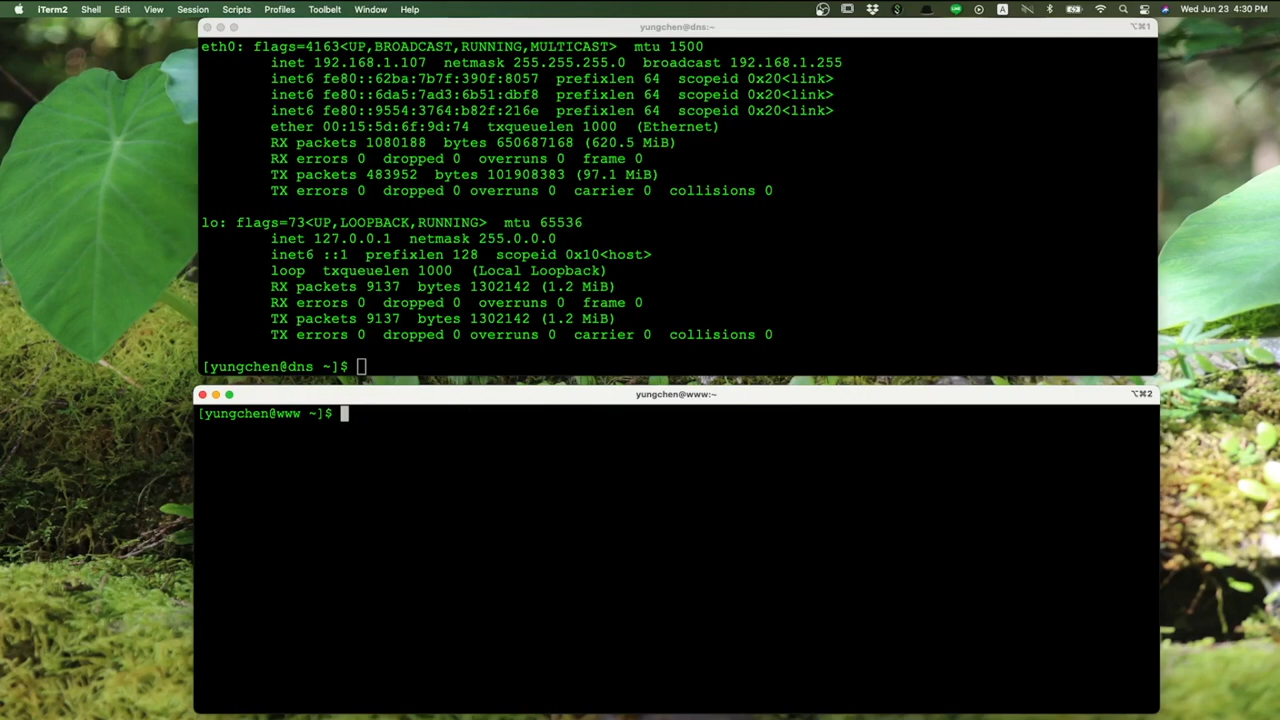 iTerm2 Shell Edit View Session Scripts Profiles Toolbelt Window Help A Wed Jun 23 4:30 PM
yungchen@dns:~ ⌥⌘1
eth0: flags=4163<UP,BROADCAST,RUNNING,MULTICAST> mtu 1500
inet 192.168.1.107 netmask 255.255.255.0 broadcast 192.168.1.255
inet6 fe80::62ba:7b7f:390f:8057 prefixlen 64 scopeid 0x20<link>
inet6 fe80::6da5:7ad3:6b51:dbf8 prefixlen 64 scopeid 0x20<link>
inet6 fe80::9554:3764:b82f:216e prefixlen 64 scopeid 0x20<link>
ether 00:15:5d:6f:9d:74 txqueuelen 1000 (Ethernet)
RX packets 1080188 bytes 650687168 (620.5 MiB)
RX errors 0 dropped 0 overruns 0 frame 0
TX packets 483952 bytes 101908383 (97.1 MiB)
TX errors 0 dropped 0 overruns 0 carrier 0 collisions 0
lo: flags=73<UP,LOOPBACK,RUNNING> mtu 65536
inet 127.0.0.1 netmask 255.0.0.0
inet6 ::1 prefixlen 128 scopeid 0x10<host>
loop txqueuelen 1000 (Local Loopback)
RX packets 9137 bytes 1302142 (1.2 MiB)
RX errors 0 dropped 0 overruns 0 frame 0
TX packets 9137 bytes 1302142 (1.2 MiB)
TX errors 0 dropped 0 overruns 0 carrier 0 collisions 0
[yungchen@dns ~]$
yungchen@www:~ ⌥⌘2
[yungchen@www ~]$